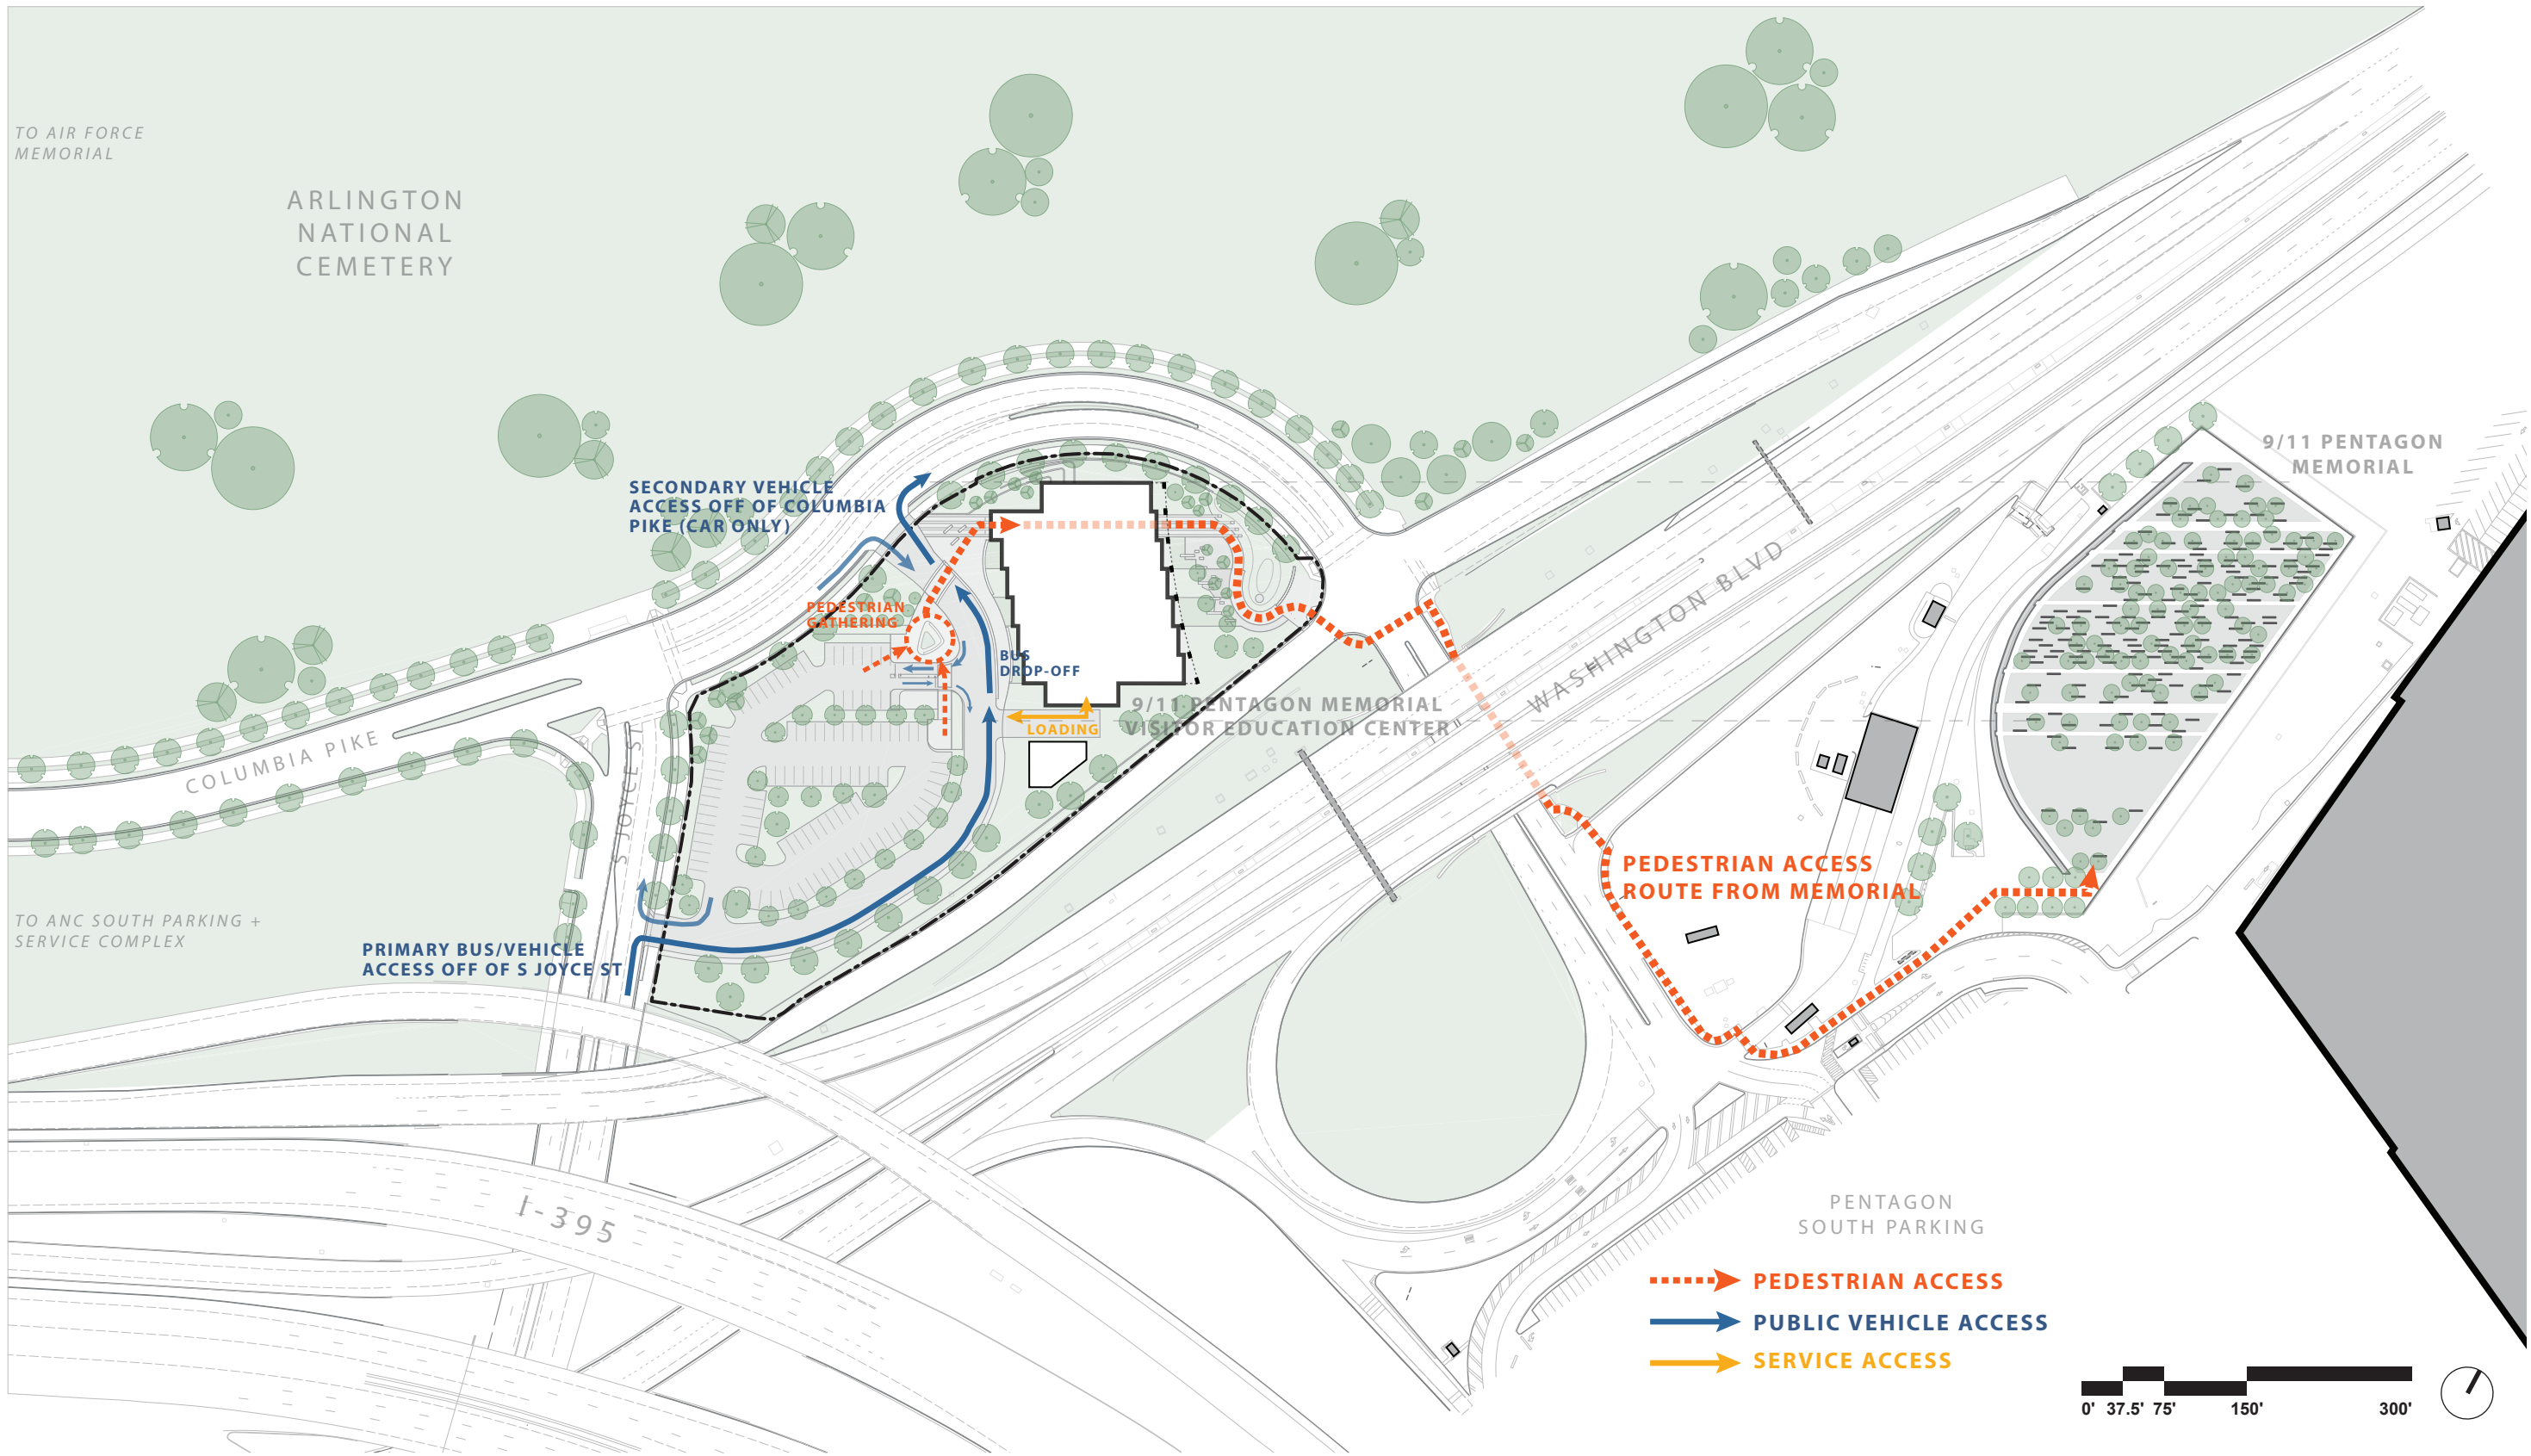 TO AIR FORCE
MEMORIAL
ARLINGTON
NATIONAL
CEMETERY
9/11 PENTAGON
MEMORIAL
SECONDARY VEHICLE
ACCESS OFF OF COLUMBIA
PIKE (CAR ONLY)
PEDESTRIAN
GATHERING
BUS
DROP-OFF
WASHINGTON BLVD
9/11 PENTAGON MEMORIAL
VISITOR EDUCATION CENTER
LOADING
COLUMBIA PIKE
S JOYCE ST
PEDESTRIAN ACCESS
ROUTE FROM MEMORIAL
TO ANC SOUTH PARKING +
SERVICE COMPLEX
PRIMARY BUS/VEHICLE
ACCESS OFF OF S JOYCE ST
I-395
PENTAGON
SOUTH PARKING
PEDESTRIAN ACCESS
PUBLIC VEHICLE ACCESS
SERVICE ACCESS
0' 37.5' 75' 150' 300'